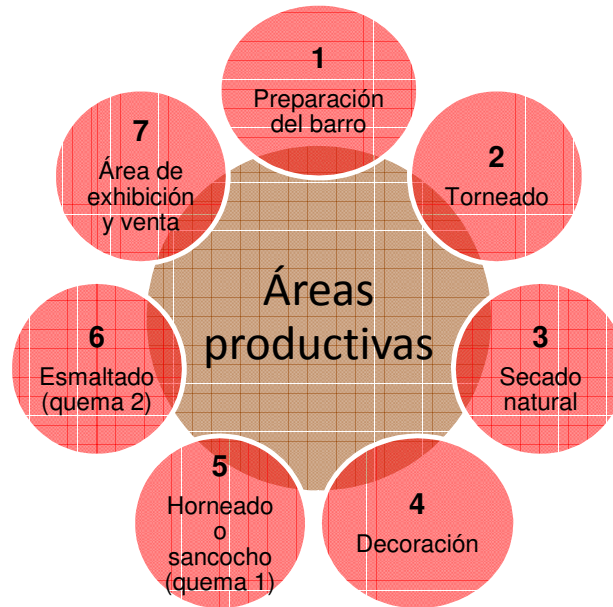 1
Preparación
del barro
2
Torneado
3
Secado
natural
4
Decoración
5
Horneado
o
sancocho
(quema 1)
6
Esmaltado
(quema 2)
7
Área de
exhibición
y venta
Áreas
productivas